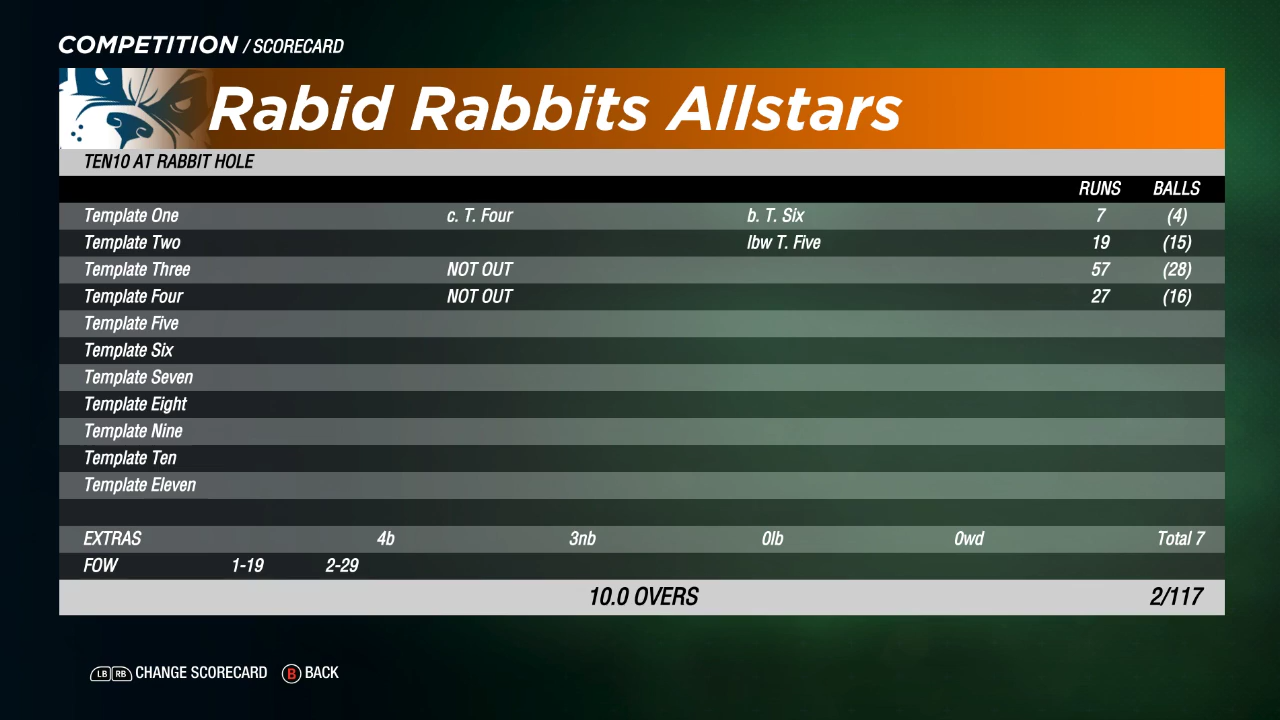 COMPETITION / SCORECARD
Rabid Rabbits Allstars
TEN10 AT RABBIT HOLE
RUNS BALLS
Template One c. T. Four b. T. Six 7 (4)
Template Two lbw T. Five 19 (15)
Template Three NOT OUT 57 (28)
Template Four NOT OUT 27 (16)
Template Five
Template Six
Template Seven
Template Eight
Template Nine
Template Ten
Template Eleven
EXTRAS 4b 3nb 0lb 0wd Total 7
FOW 1-19 2-29
10.0 OVERS 2/117
LB RB CHANGE SCORECARD B BACK